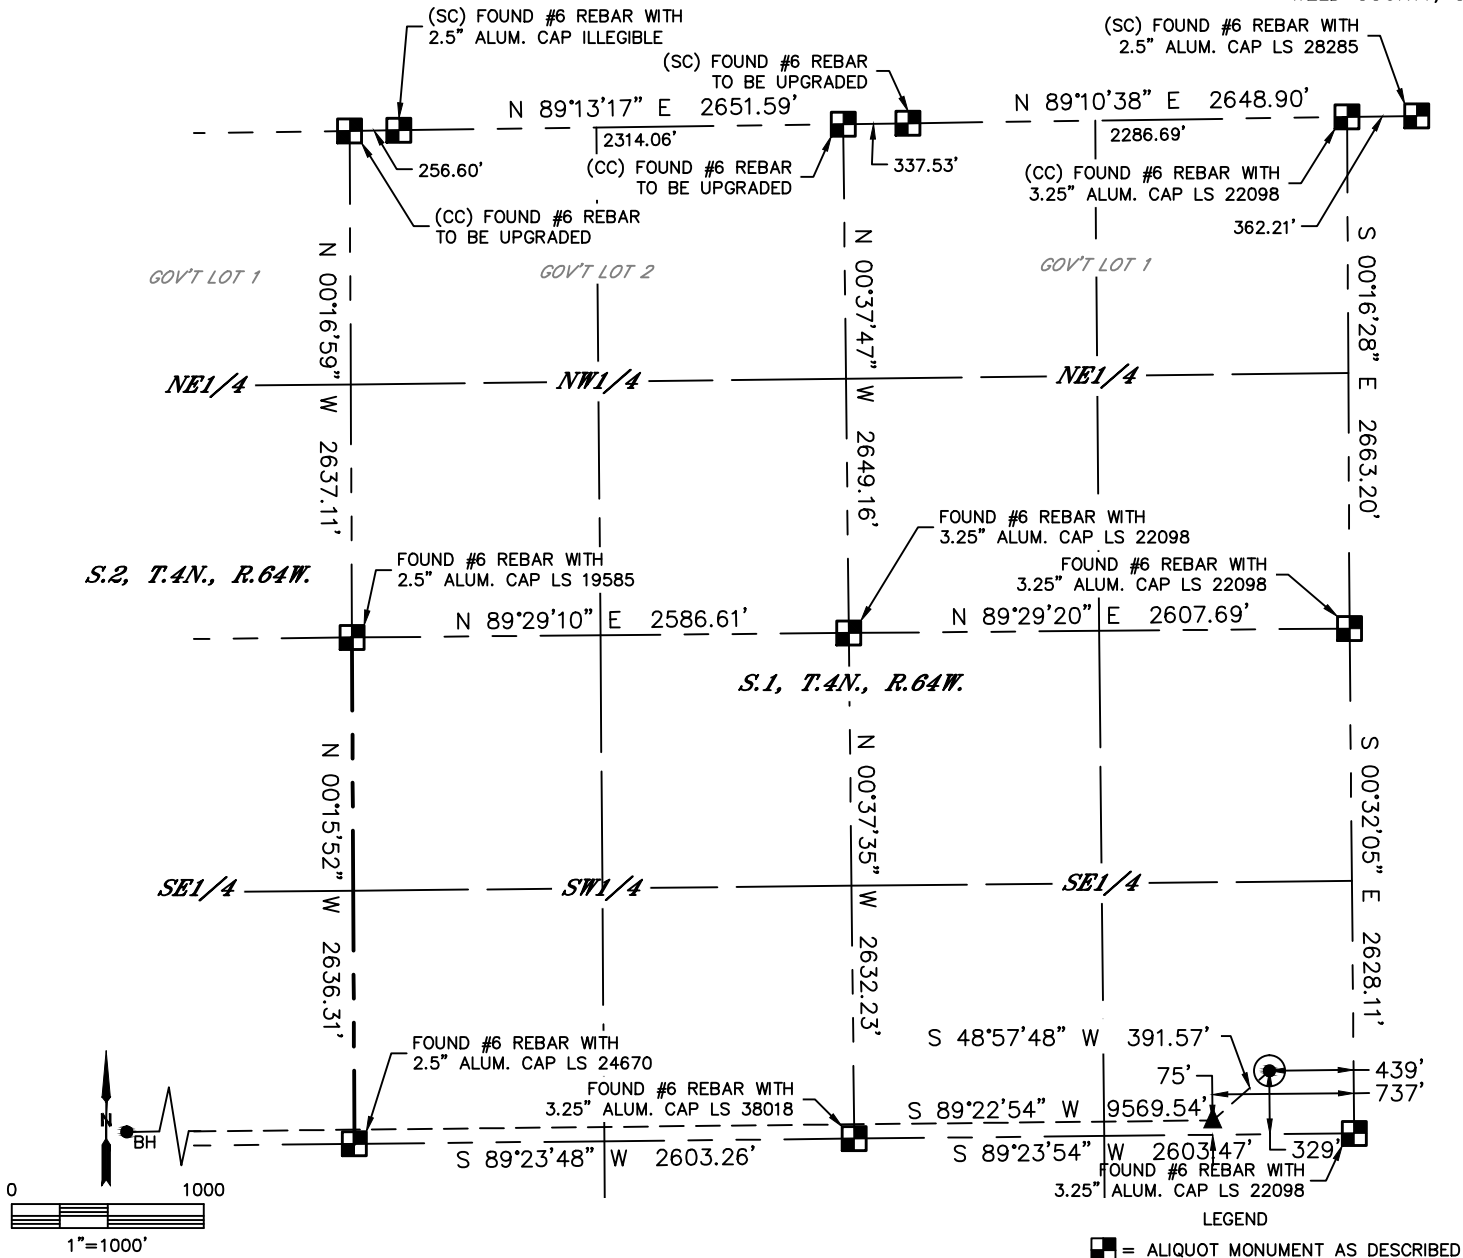 (SC) FOUND #6 REBAR WITH
2.5" ALUM. CAP ILLEGIBLE
(SC) FOUND #6 REBAR WITH
2.5" ALUM. CAP LS 28285
(SC) FOUND #6 REBAR
TO BE UPGRADED
N 89°13'17" E 2651.59'
N 89°10'38" E 2648.90'
2314.06'
2286.69'
256.60'
(CC) FOUND #6 REBAR
TO BE UPGRADED
337.53'
(CC) FOUND #6 REBAR WITH
3.25" ALUM. CAP LS 22098
(CC) FOUND #6 REBAR
TO BE UPGRADED
362.21'
GOV'T LOT 1
GOV'T LOT 2
GOV'T LOT 1
N 00°16'59" W 2637.11'
N 00°37'47" W 2649.16'
S 00°16'28" E 2663.20'
NE1/4
NW1/4
NE1/4
FOUND #6 REBAR WITH
3.25" ALUM. CAP LS 22098
S.2, T.4N., R.64W.
FOUND #6 REBAR WITH
2.5" ALUM. CAP LS 19585
FOUND #6 REBAR WITH
3.25" ALUM. CAP LS 22098
N 89°29'10" E 2586.61'
N 89°29'20" E 2607.69'
S.1, T.4N., R.64W.
N 00°15'52" W 2636.31'
N 00°37'35" W 2632.23'
S 00°32'05" E 2628.11'
SE1/4
SW1/4
SE1/4
FOUND #6 REBAR WITH
2.5" ALUM. CAP LS 24670
S 48°57'48" W 391.57'
439'
75'
737'
FOUND #6 REBAR WITH
3.25" ALUM. CAP LS 38018
S 89°22'54" W 9569.54'
N
BH
S 89°23'48" W 2603.26'
S 89°23'54" W 2603.47'
329'
FOUND #6 REBAR WITH
3.25" ALUM. CAP LS 22098
0 1000
1"=1000'
LEGEND
= ALIQUOT MONUMENT AS DESCRIBED